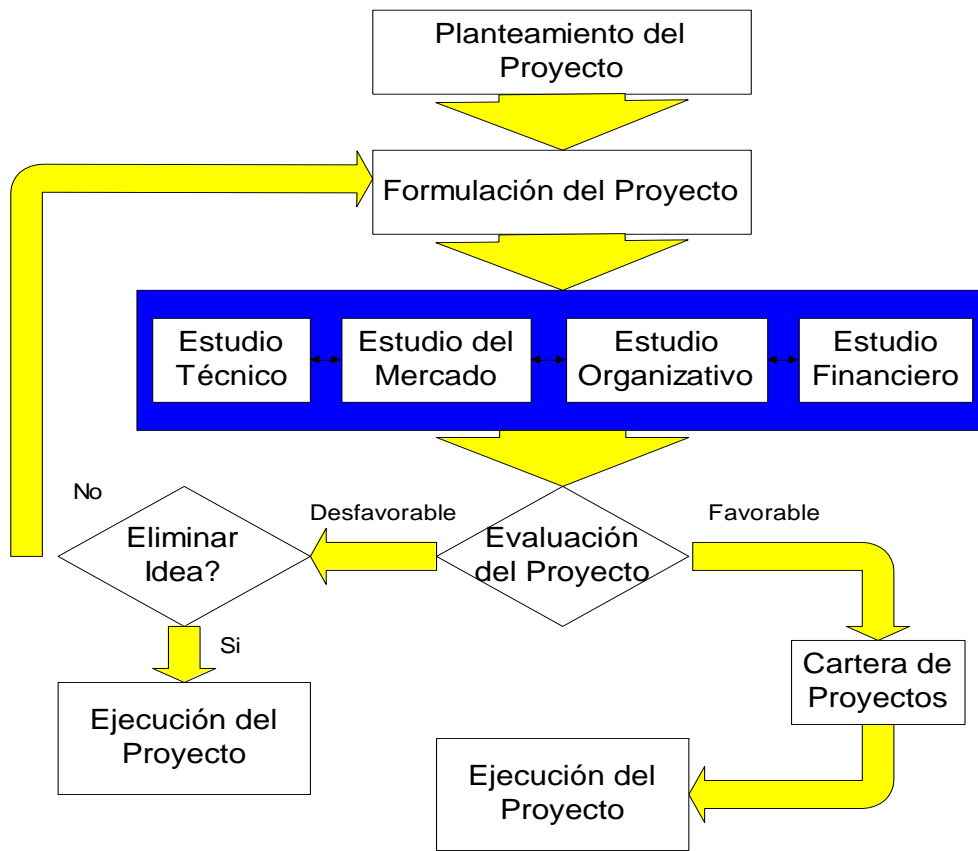 Planteamiento del
Proyecto
Formulación del Proyecto
Estudio
Técnico
Estudio del
Mercado
Estudio
Organizativo
Estudio
Financiero
No
Desfavorable
Favorable
Eliminar
Idea?
Evaluación
del Proyecto
Si
Cartera de
Proyectos
Ejecución del
Proyecto
Ejecución del
Proyecto